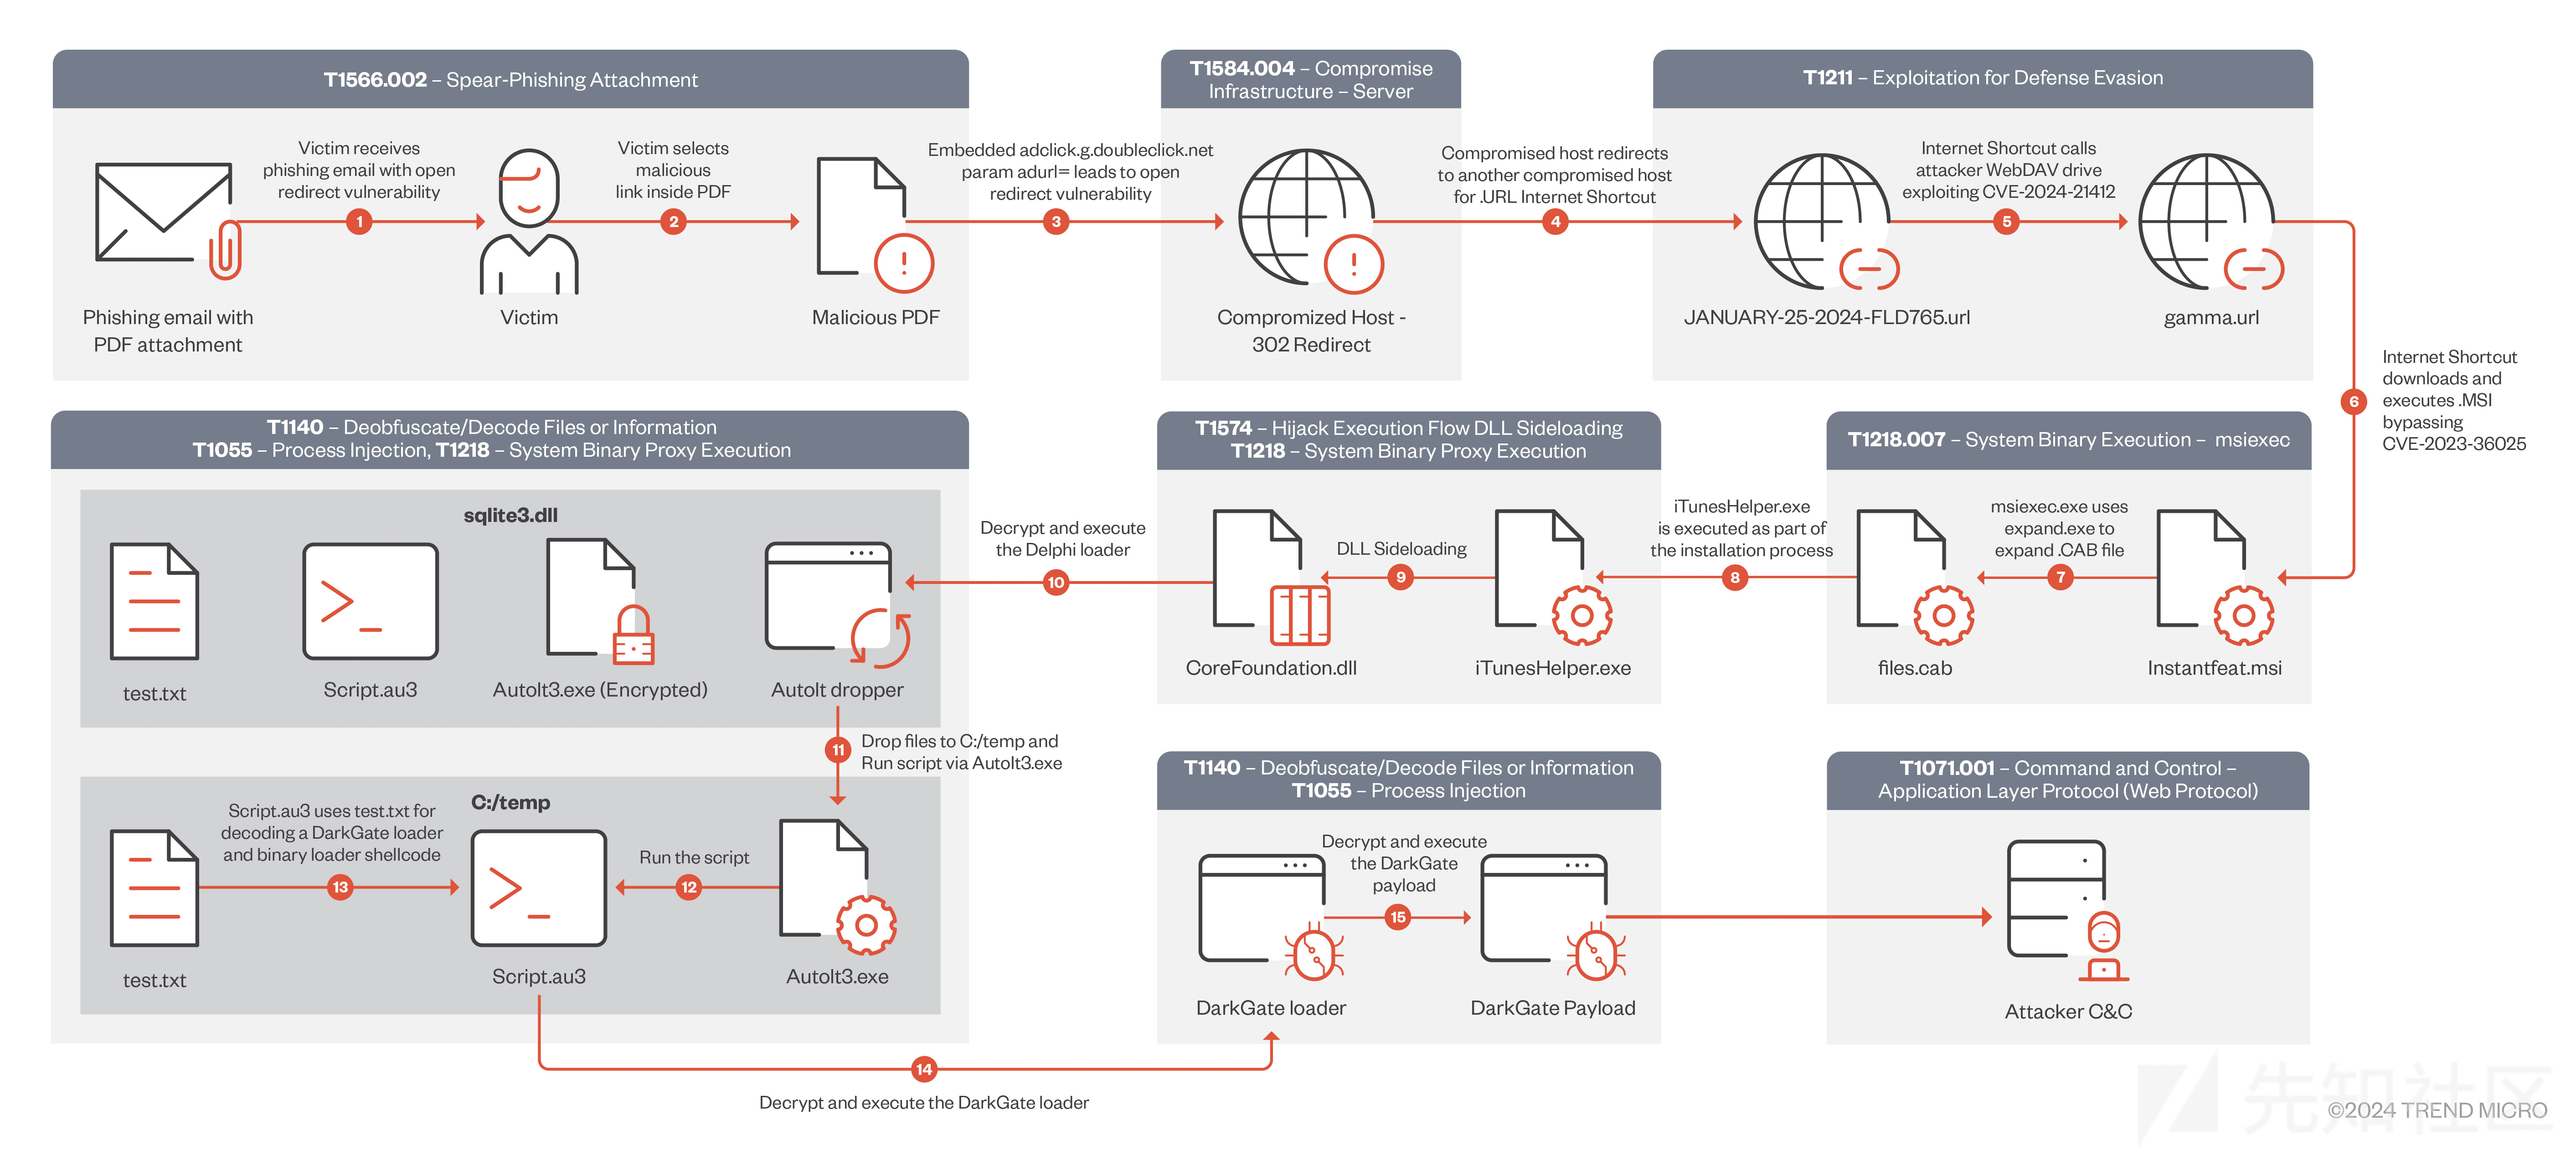 T1566.002 – Spear-Phishing Attachment
Victim receives
phishing email with open
redirect vulnerability
1
Victim selects
malicious
link inside PDF
2
Phishing email with
PDF attachment
Victim
Malicious PDF
Embedded adclick.g.doubleclick.net
param adurl= leads to open
redirect vulnerability
3
T1584.004 – Compromise
Infrastructure – Server
Compromized Host -
302 Redirect
Compromised host redirects
to another compromised host
for .URL Internet Shortcut
4
T1211 – Exploitation for Defense Evasion
Internet Shortcut calls
attacker WebDAV drive
exploiting CVE-2024-21412
5
JANUARY-25-2024-FLD765.url
gamma.url
6
Internet Shortcut
downloads and
executes .MSI
bypassing
CVE-2023-36025
T1218.007 – System Binary Execution – msiexec
msiexec.exe uses
expand.exe to
expand .CAB file
7
files.cab
Instantfeat.msi
iTunesHelper.exe
is executed as part of
the installation process
8
T1574 – Hijack Execution Flow DLL Sideloading
T1218 – System Binary Proxy Execution
DLL Sideloading
9
CoreFoundation.dll
iTunesHelper.exe
Decrypt and execute
the Delphi loader
10
T1140 – Deobfuscate/Decode Files or Information
T1055 – Process Injection, T1218 – System Binary Proxy Execution
sqlite3.dll
test.txt
Script.au3
AutoIt3.exe (Encrypted)
AutoIt dropper
11
Drop files to C:/temp and
Run script via AutoIt3.exe
C:/temp
Script.au3 uses test.txt for
decoding a DarkGate loader
and binary loader shellcode
13
Run the script
12
test.txt
Script.au3
AutoIt3.exe
14
Decrypt and execute the DarkGate loader
T1140 – Deobfuscate/Decode Files or Information
T1055 – Process Injection
Decrypt and execute
the DarkGate
payload
15
DarkGate loader
DarkGate Payload
T1071.001 – Command and Control –
Application Layer Protocol (Web Protocol)
Attacker C&C
先知社区
©2024 TREND MICRO